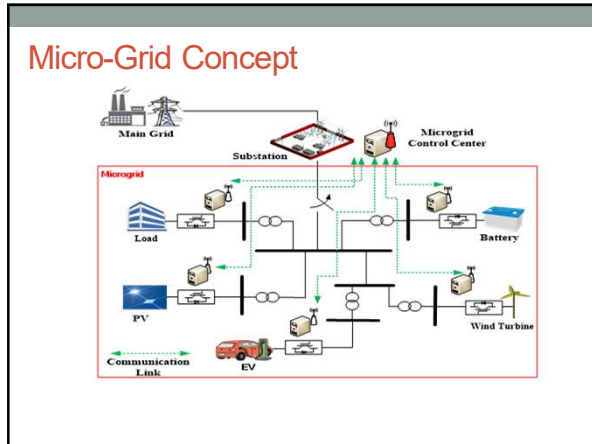 Micro-Grid Concept
Main Grid
Substation
Microgrid
Control Center
Microgrid
Load
Battery
PV
Wind Turbine
EV
Communication
Link